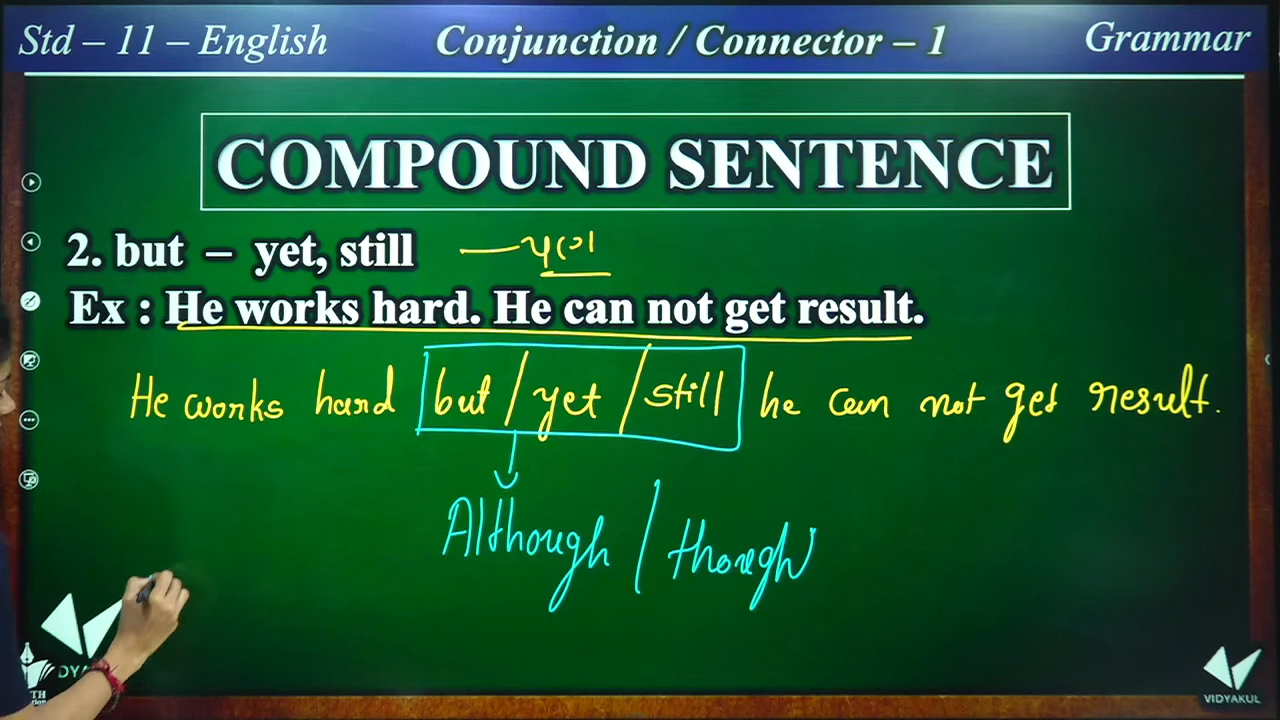 Std – 11 – English Conjunction / Connector – 1 Grammar
COMPOUND SENTENCE
2. but – yet, still — પણ
Ex : He works hard. He can not get result.
He works hard but / yet / still he can not get result.
Although / though
VIDYAKUL